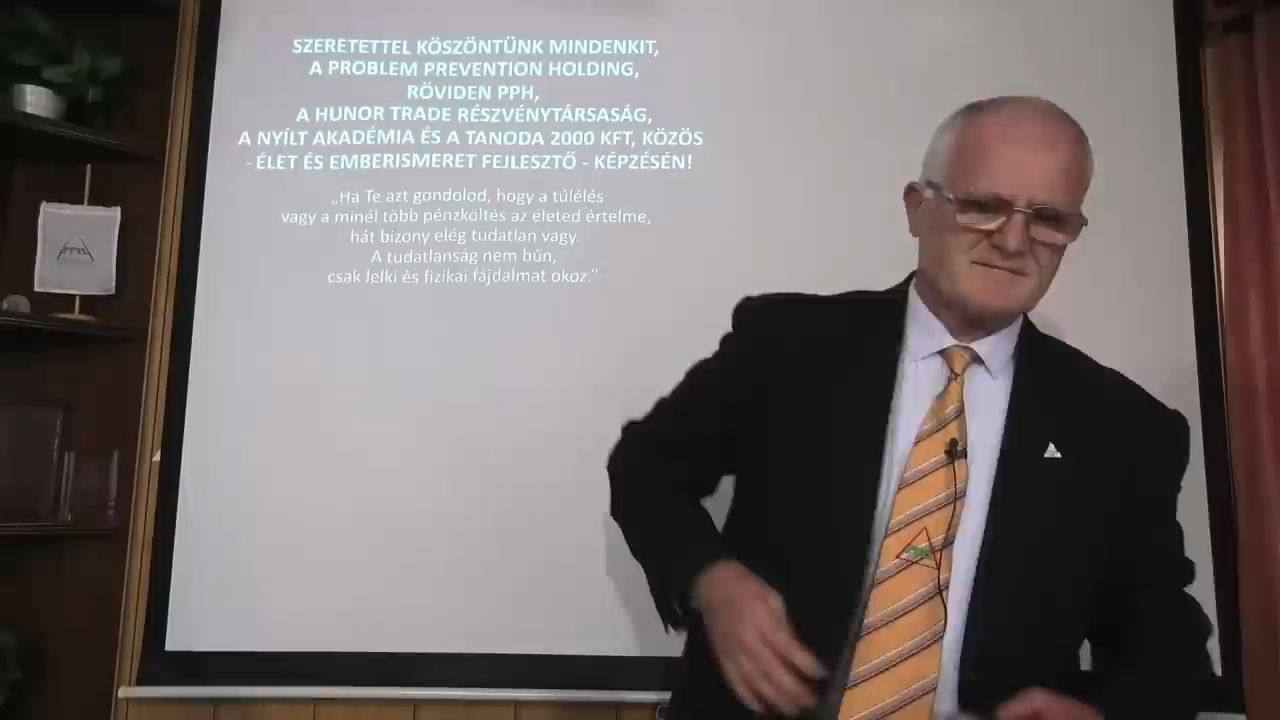 SZERETETTEL KÖSZÖNTÜNK MINDENKIT,
A PROBLEM PREVENTION HOLDING,
RÖVIDEN PPH,
A HUNOR TRADE RÉSZVÉNYTÁRSASÁG,
A NYÍLT AKADÉMIA ÉS A TANODA 2000 KFT, KÖZÖS
- ÉLET ÉS EMBERISMERET FEJLESZTŐ - KÉPZÉSÉN!
„Ha Te azt gondolod, hogy a túlélés
vagy a minél több pénzköltés az életed értelme,
hát bizony elég tudatlan vagy.
A tudatlanság nem bűn,
csak lelki és fizikai fájdalmat okoz.”